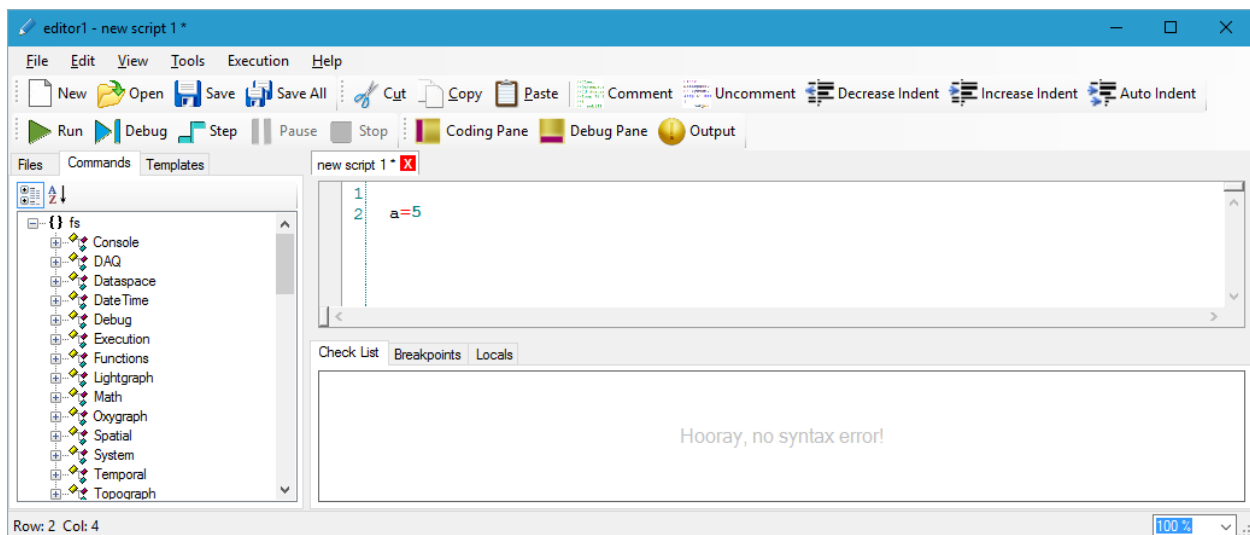 editor1 - new script 1 *
File Edit View Tools Execution Help
New Open Save Save All Cut Copy Paste Comment Uncomment Decrease Indent Increase Indent Auto Indent
Run Debug Step Pause Stop Coding Pane Debug Pane Output
Files Commands Templates
new script 1 * X
A Z
{} fs
Console
DAQ
Dataspace
DateTime
Debug
Execution
Functions
Lightgraph
Math
Oxygraph
Spatial
System
Temporal
Topograph
1
2 a=5
Check List Breakpoints Locals
Hooray, no syntax error!
Row: 2 Col: 4
100 %